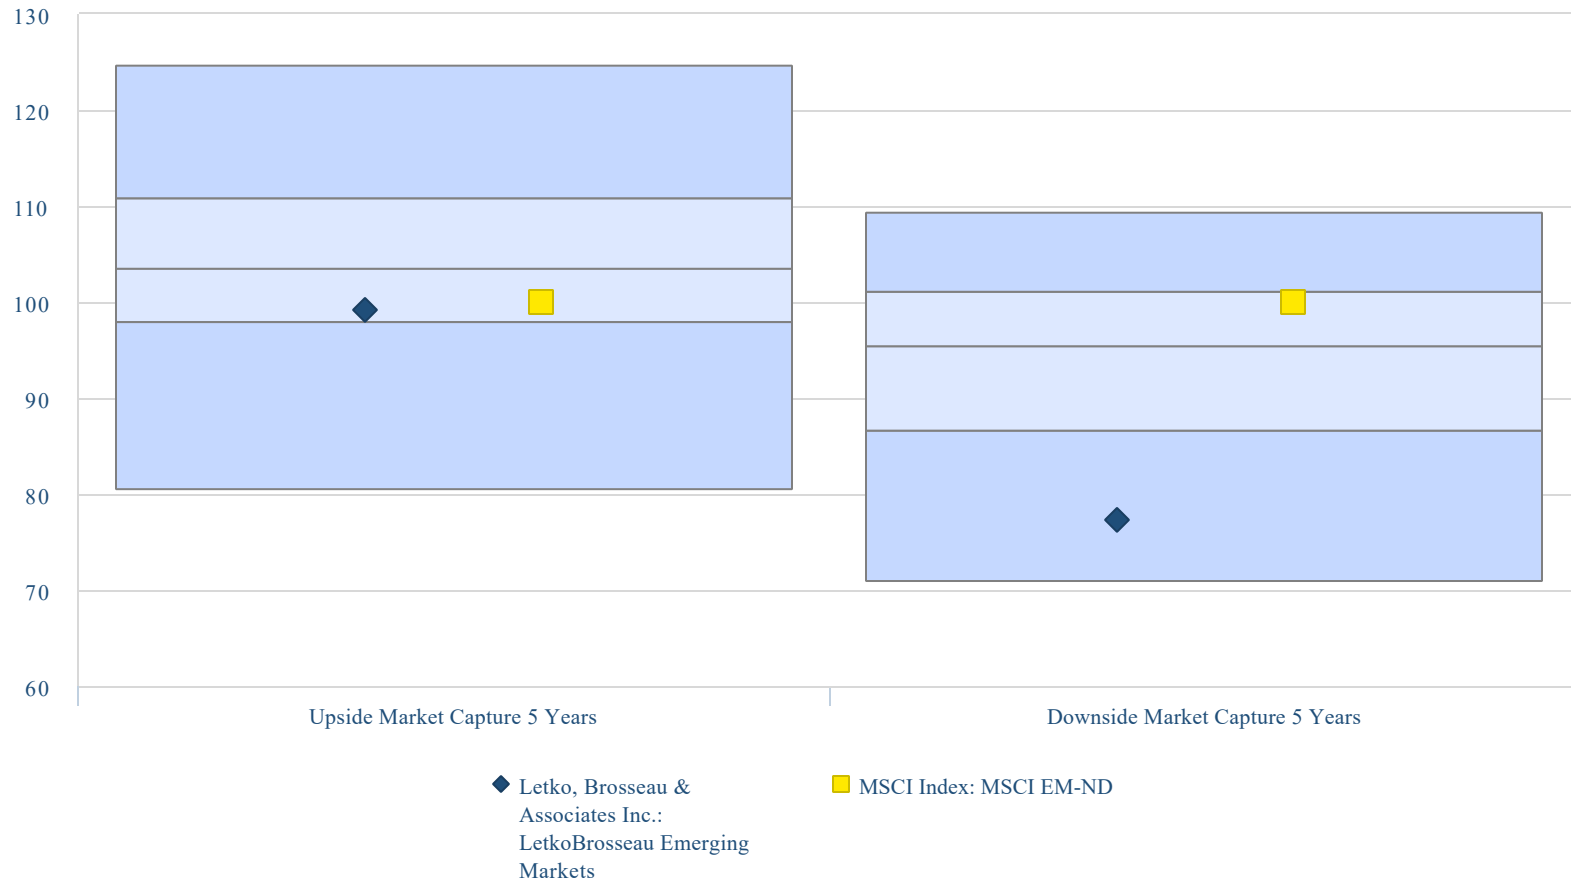 130
120
110
100
90
80
70
60
Upside Market Capture 5 Years
Downside Market Capture 5 Years
Letko, Brosseau &
Associates Inc.:
LetkoBrosseau Emerging
Markets
MSCI Index: MSCI EM-ND